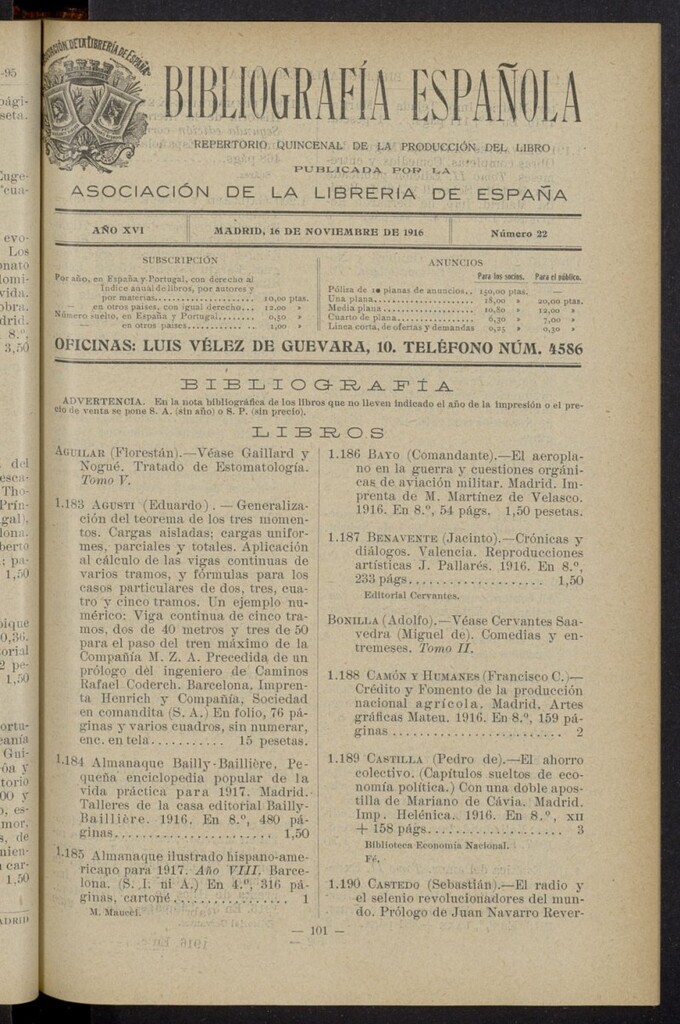 ASOCIACIÓN DE LA LIBRERÍA DE ESPAÑA
BIBLIOGRAFÍA ESPAÑOLA
REPERTORIO QUINCENAL DE LA PRODUCCIÓN DEL LIBRO
PUBLICADA POR LA
ASOCIACIÓN DE LA LIBRERÍA DE ESPAÑA
AÑO XVI
MADRID, 16 DE NOVIEMBRE DE 1916
Número 22
SUBSCRIPCIÓN
Por año, en España y Portugal, con derecho al
Índice anual de libros, por autores y
por materias.................... 10,00 ptas.
— en otros países, con igual derecho... 12,00 »
Número suelto, en España y Portugal....... 0,50 »
en otros países........... 1,00 »
ANUNCIOS
Para los socios. Para el público.
Póliza de 10 planas de anuncios.. 150,00 ptas. —
Una plana.................... 18,00 » 20,00 ptas.
Media plana.................. 10,80 » 12,00 »
Cuarto de plana.............. 6,30 » 7,00 »
Línea corta, de ofertas y demandas 0,25 » 0,30 »
OFICINAS: LUIS VÉLEZ DE GUEVARA, 10. TELÉFONO NÚM. 4586
BIBLIOGRAFÍA
ADVERTENCIA. En la nota bibliográfica de los libros que no lleven indicado el año de la impresión o el pre-
cio de venta se pone S. A. (sin año) o S. P. (sin precio).
LIBROS
AGUILAR (Florestán).—Véase Gaillard y
Nogué. Tratado de Estomatología.
Tomo V.
1.183 AGUSTI (Eduardo). — Generaliza-
ción del teorema de los tres momen-
tos. Cargas aisladas; cargas unifor-
mes, parciales y totales. Aplicación
al cálculo de las vigas continuas de
varios tramos, y fórmulas para los
casos particulares de dos, tres, cua-
tro y cinco tramos. Un ejemplo nu-
mérico: Viga continua de cinco tra-
mos, dos de 40 metros y tres de 50
para el paso del tren máximo de la
Compañía M. Z. A. Precedida de un
prólogo del ingeniero de Caminos
Rafael Coderch. Barcelona. Impren-
ta Henrich y Compañía, Sociedad
en comandita (S. A.) En folio, 76 pá-
ginas y varios cuadros, sin numerar,
enc. en tela.......... 15 pesetas.
1.184 Almanaque Bailly-Baillière. Pe-
queña enciclopedia popular de la
vida práctica para 1917. Madrid.
Talleres de la casa editorial Bailly-
Baillière. 1916. En 8.º, 480 pá-
ginas........................ 1,50
1.185 Almanaque ilustrado hispano-ame-
ricano para 1917. Año VIII. Barce-
lona. (S. I. ni A.) En 4.º, 316 pá-
ginas, cartoné................. 1
M. Maucci.
1.186 BAYO (Comandante).—El aeropla-
no en la guerra y cuestiones orgáni-
cas de aviación militar. Madrid. Im-
prenta de M. Martínez de Velasco.
1916. En 8.º, 54 págs. 1,50 pesetas.
1.187 BENAVENTE (Jacinto).—Crónicas y
diálogos. Valencia. Reproducciones
artísticas J. Pallarés. 1916. En 8.º,
233 págs.................... 1,50
Editorial Cervantes.
BONILLA (Adolfo).—Véase Cervantes Saa-
vedra (Miguel de). Comedias y en-
tremeses. Tomo II.
1.188 CAMÓN Y HUMANES (Francisco C.)—
Crédito y Fomento de la producción
nacional agrícola. Madrid. Artes
gráficas Mateu. 1916. En 8.º, 159 pá-
ginas....................... 2
1.189 CASTILLA (Pedro de).—El ahorro
colectivo. (Capítulos sueltos de eco-
nomía política.) Con una doble apos-
tilla de Mariano de Cávia. Madrid.
Imp. Helénica. 1916. En 8.º, XII
+ 158 págs.................. 3
Biblioteca Economía Nacional.
Fé.
1.190 CASTEDO (Sebastián).—El radio y
el selenio revolucionadores del mun-
do. Prólogo de Juan Navarro Rever-
— 101 —